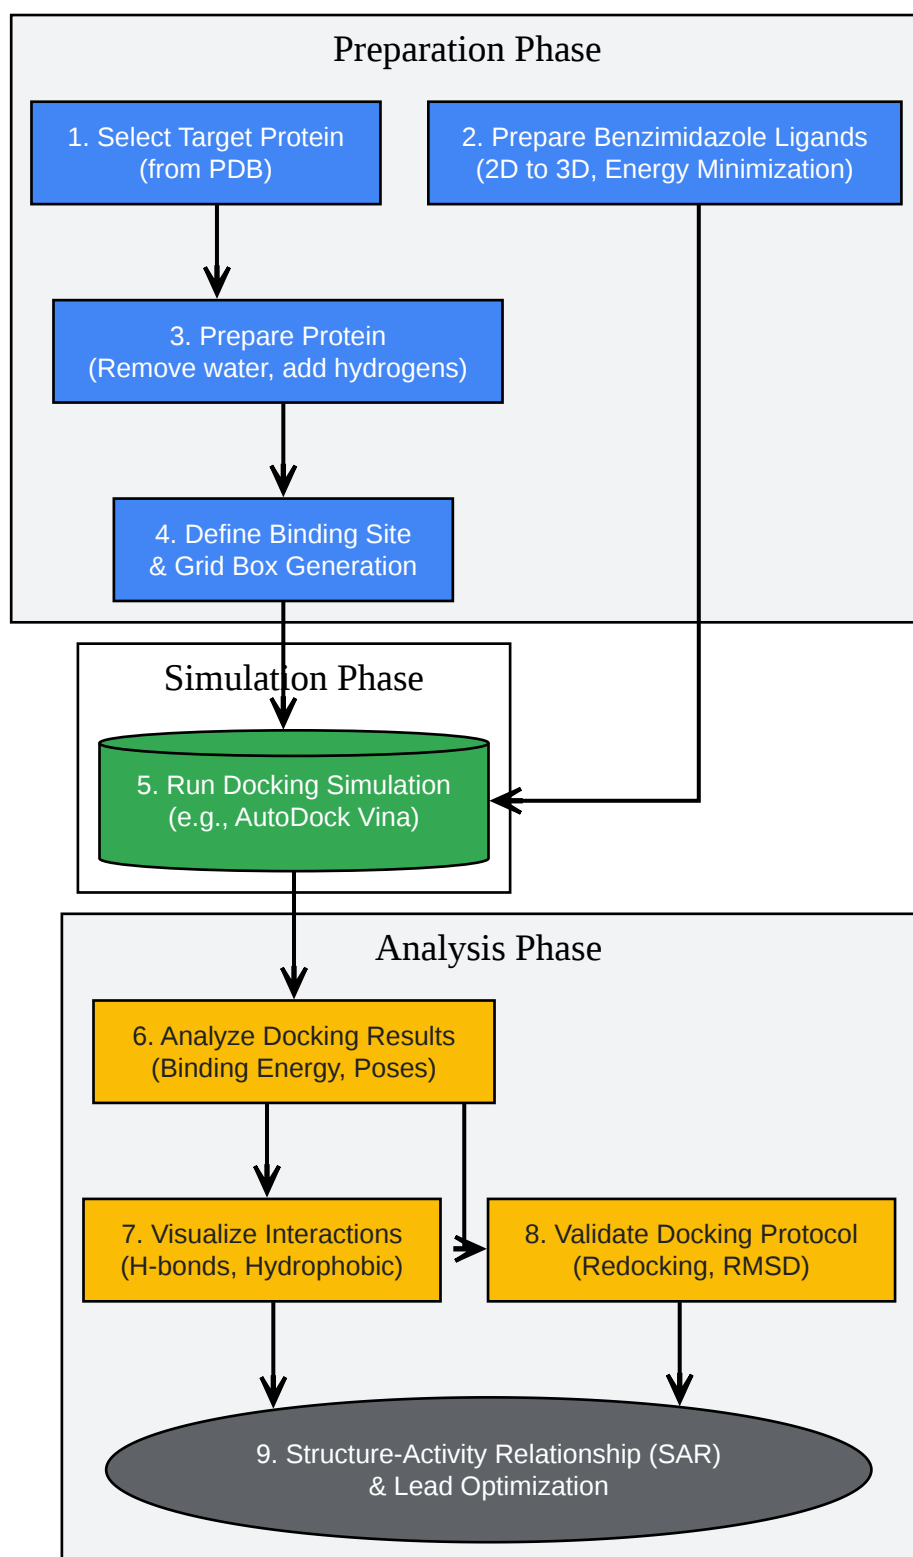 Preparation Phase
1. Select Target Protein
(from PDB)
2. Prepare Benzimidazole Ligands
(2D to 3D, Energy Minimization)
3. Prepare Protein
(Remove water, add hydrogens)
4. Define Binding Site
& Grid Box Generation
Simulation Phase
5. Run Docking Simulation
(e.g., AutoDock Vina)
Analysis Phase
6. Analyze Docking Results
(Binding Energy, Poses)
7. Visualize Interactions
(H-bonds, Hydrophobic)
8. Validate Docking Protocol
(Redocking, RMSD)
9. Structure-Activity Relationship (SAR)
& Lead Optimization